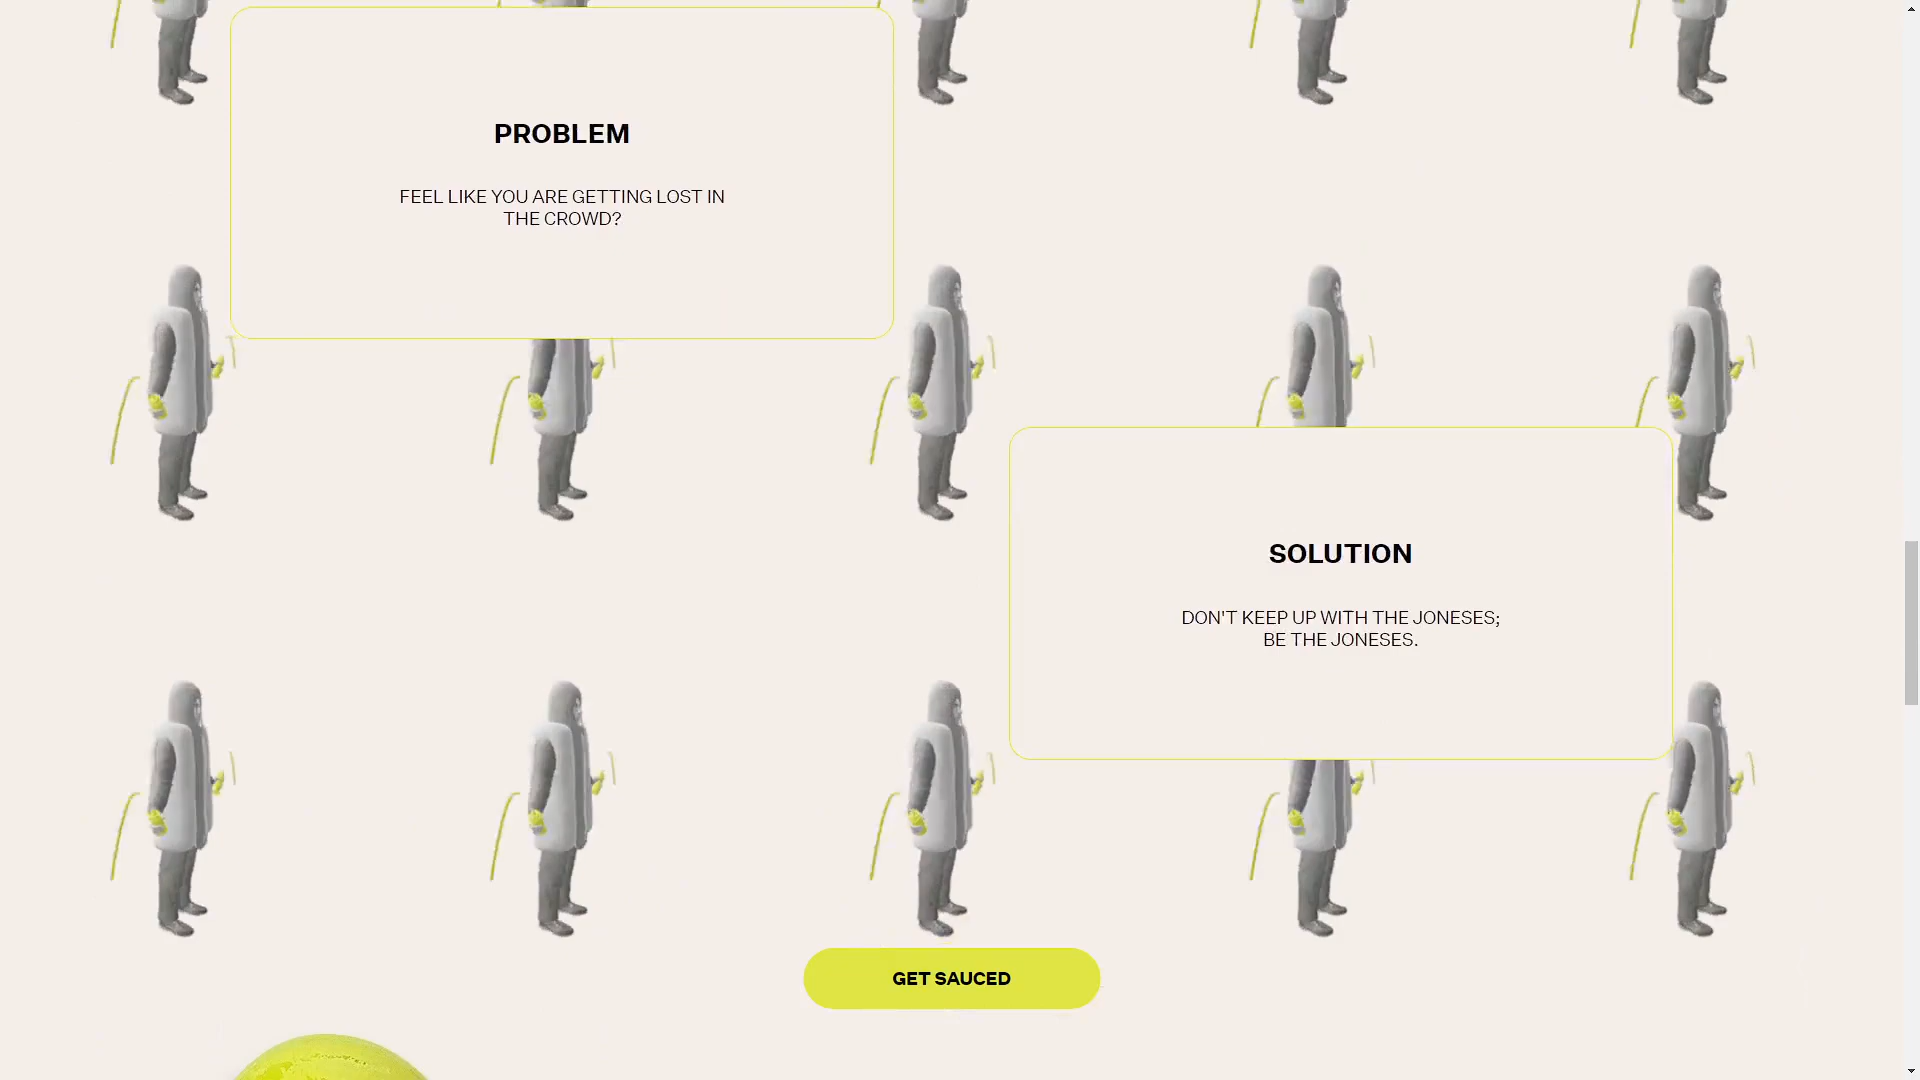 PROBLEM
FEEL LIKE YOU ARE GETTING LOST IN
THE CROWD?
SOLUTION
DON'T KEEP UP WITH THE JONESES;
BE THE JONESES.
GET SAUCED